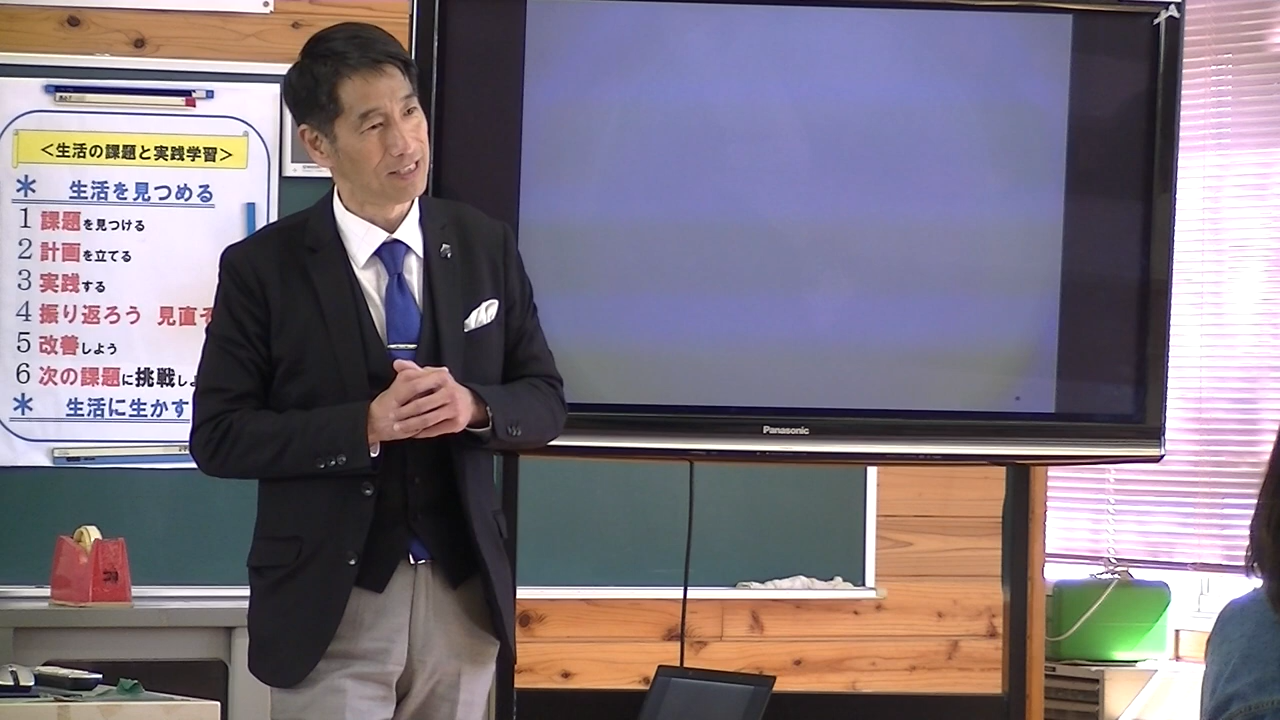 ＜生活の課題と実践学習＞
＊ 生活を見つめる
1 課題を見つける
2 計画を立てる
3 実践する
4 振り返ろう 見直そ
5 改善しよう
6 次の課題に挑戦しよ
＊ 生活に生かす
Panasonic